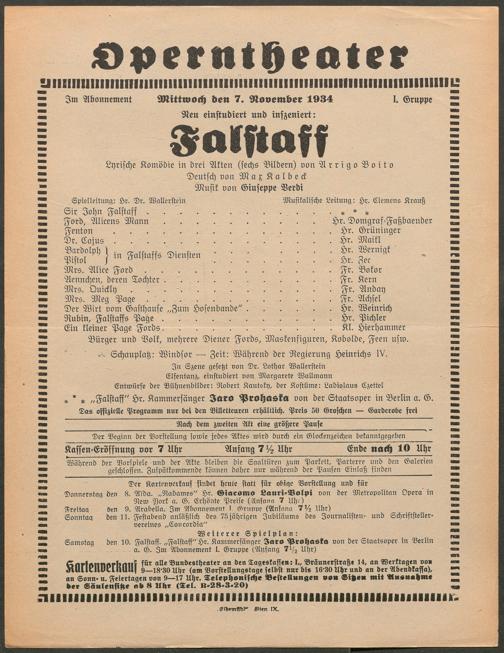 Operntheater
Im Abonnement Mittwoch den 7. November 1934 I. Gruppe
Neu einstudiert und inszeniert:
Falstaff
Lyrische Komödie in drei Akten (sechs Bildern) von Arrigo Boito
Deutsch von Max Kalbeck
Musik von Giuseppe Verdi
Spielleitung: Hr. Dr. Wallerstein Musikalische Leitung: Hr. Clemens Krauß
Sir John Falstaff . . . * * *
Ford, Alicens Mann . . . Hr. Domgraf-Faßbaender
Fenton . . . Hr. Grüninger
Dr. Cajus . . . Hr. Maikl
Bardolph } in Falstaffs Diensten . . . Hr. Wernigk
Pistol . . . Hr. Zec
Mrs. Alice Ford . . . Fr. Bokor
Aennchen, deren Tochter . . . Fr. Kern
Mrs. Quickly . . . Fr. Anday
Mrs. Meg Page . . . Fr. Achsel
Der Wirt vom Gasthause „Zum Hosenbande“ . . . Hr. Weinrich
Rubin, Falstaffs Page . . . Hr. Pichler
Ein kleiner Page Fords . . . Kl. Hierhammer
Bürger und Volk, mehrere Diener Fords, Maskenfiguren, Kobolde, Feen usw.
Schauplatz: Windsor — Zeit: Während der Regierung Heinrichs IV.
In Szene gesetzt von Dr. Lothar Wallerstein
Elfentanz, einstudiert von Margarete Wallmann
Entwürfe der Bühnenbilder: Robert Kautsky, der Kostüme: Ladislaus Czettel
* * * „Falstaff“ Hr. Kammersänger Jaro Prohaska von der Staatsoper in Berlin a. G.
Das offizielle Programm nur bei den Billetteuren erhältlich. Preis 50 Groschen — Garderobe frei
Nach dem zweiten Akt eine größere Pause
Der Beginn der Vorstellung sowie jedes Aktes wird durch ein Glockenzeichen bekanntgegeben
Kassen-Eröffnung vor 7 Uhr Anfang 7½ Uhr Ende nach 10 Uhr
Während der Vorspiele und der Akte bleiben die Saaltüren zum Parkett, Parterre und den Galerien
geschlossen. Zuspätkommende können daher nur während der Pausen Einlaß finden
Der Kartenverkauf findet heute statt für obige Vorstellung und für
Donnerstag den 8. Aida. „Radames“ Hr. Giacomo Lauri-Volpi von der Metropolitan Opera in
New York a. G. Erhöhte Preise (Anfang 7 Uhr)
Freitag den 9. Arabella. Im Abonnement I. Gruppe (Anfang 7½ Uhr)
Sonntag den 11. Festabend anläßlich des 75jährigen Jubiläums des Journalisten- und Schriftsteller-
vereines „Concordia“
Weiterer Spielplan:
Samstag den 10. Falstaff. „Falstaff“ Hr. Kammersänger Jaro Prohaska von der Staatsoper in Berlin
a. G. Im Abonnement I. Gruppe (Anfang 7½ Uhr)
Kartenverkauf für alle Bundestheater an den Tageskassen: I., Bräunerstraße 14, an Werktagen von
9—18·30 Uhr (am Vorstellungstage selbst nur bis 16·30 Uhr und an der Abendkassa),
an Sonn- u. Feiertagen von 9—17 Uhr. Telephonische Bestellungen von Sitzen mit Ausnahme
der Säulensitze ab 8 Uhr (Tel. R-28-3-20)
Wien IX.